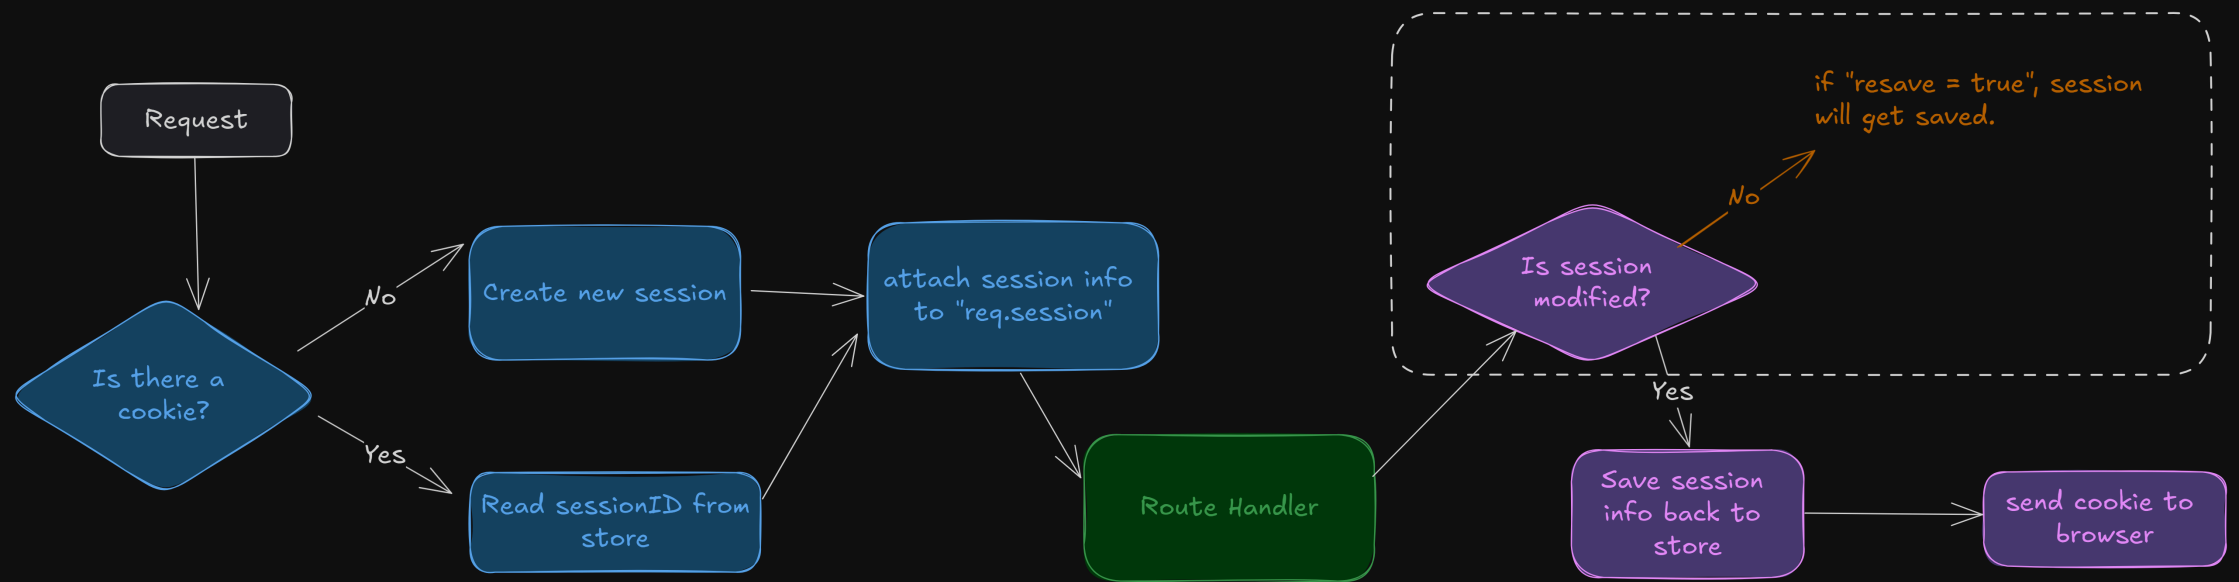 Request
Is there a
cookie?
No
Yes
Create new session
Read sessionID from
store
attach session info
to "req.session"
Route Handler
Is session
modified?
No
if "resave = true", session
will get saved.
Yes
Save session
info back to
store
send cookie to
browser